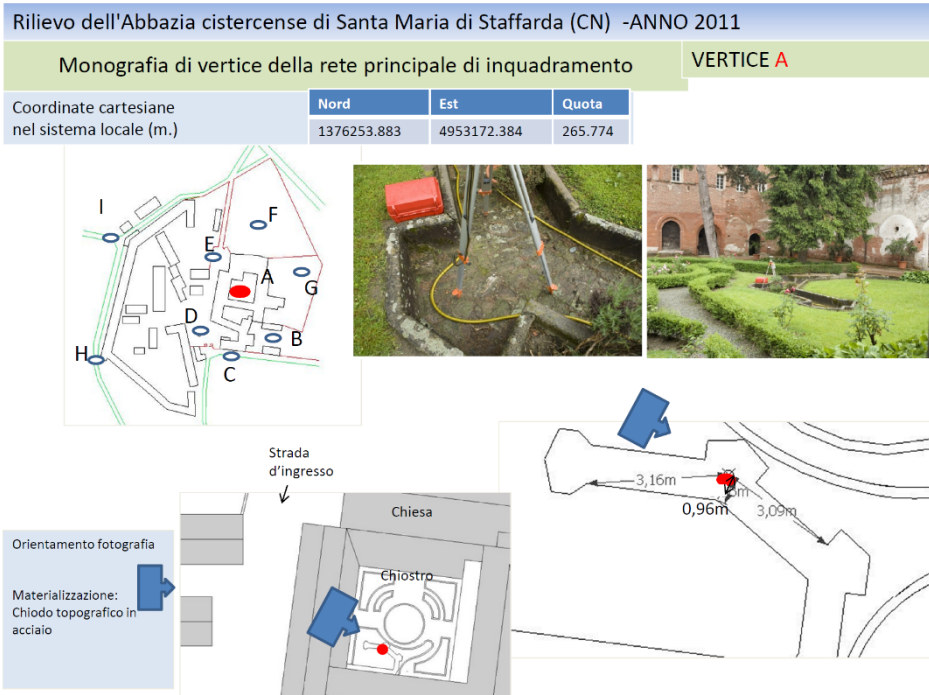 Rilievo dell'Abbazia cistercense di Santa Maria di Staffarda (CN) -ANNO 2011
Monografia di vertice della rete principale di inquadramento
VERTICE A
Coordinate cartesiane
nel sistema locale (m.)
Nord Est Quota
1376253.883 4953172.384 265.774
I
F
E
A
G
D
B
H
C
Strada
d'ingresso
Chiesa
Chiostro
Orientamento fotografia
Materializzazione:
Chiodo topografico in
acciaio
3,16m
0,96m
3,09m